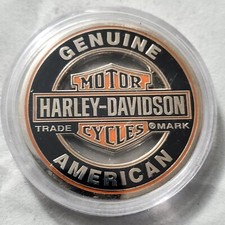 GENUINE
MOTOR
HARLEY-DAVIDSON
TRADE ®MARK
CYCLES
AMERICAN